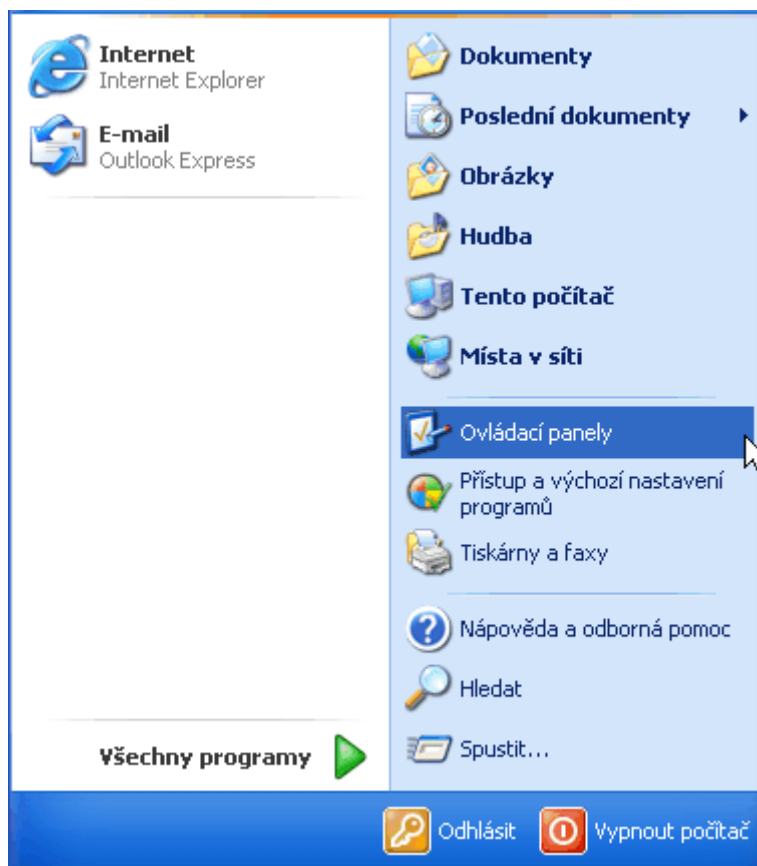 Internet
Internet Explorer
E-mail
Outlook Express
Všechny programy
Dokumenty
Poslední dokumenty
Obrázky
Hudba
Tento počítač
Místa v síti
Ovládací panely
Přístup a výchozí nastavení
programů
Tiskárny a faxy
Nápověda a odborná pomoc
Hledat
Spustit...
Odhlásit
Vypnout počítač